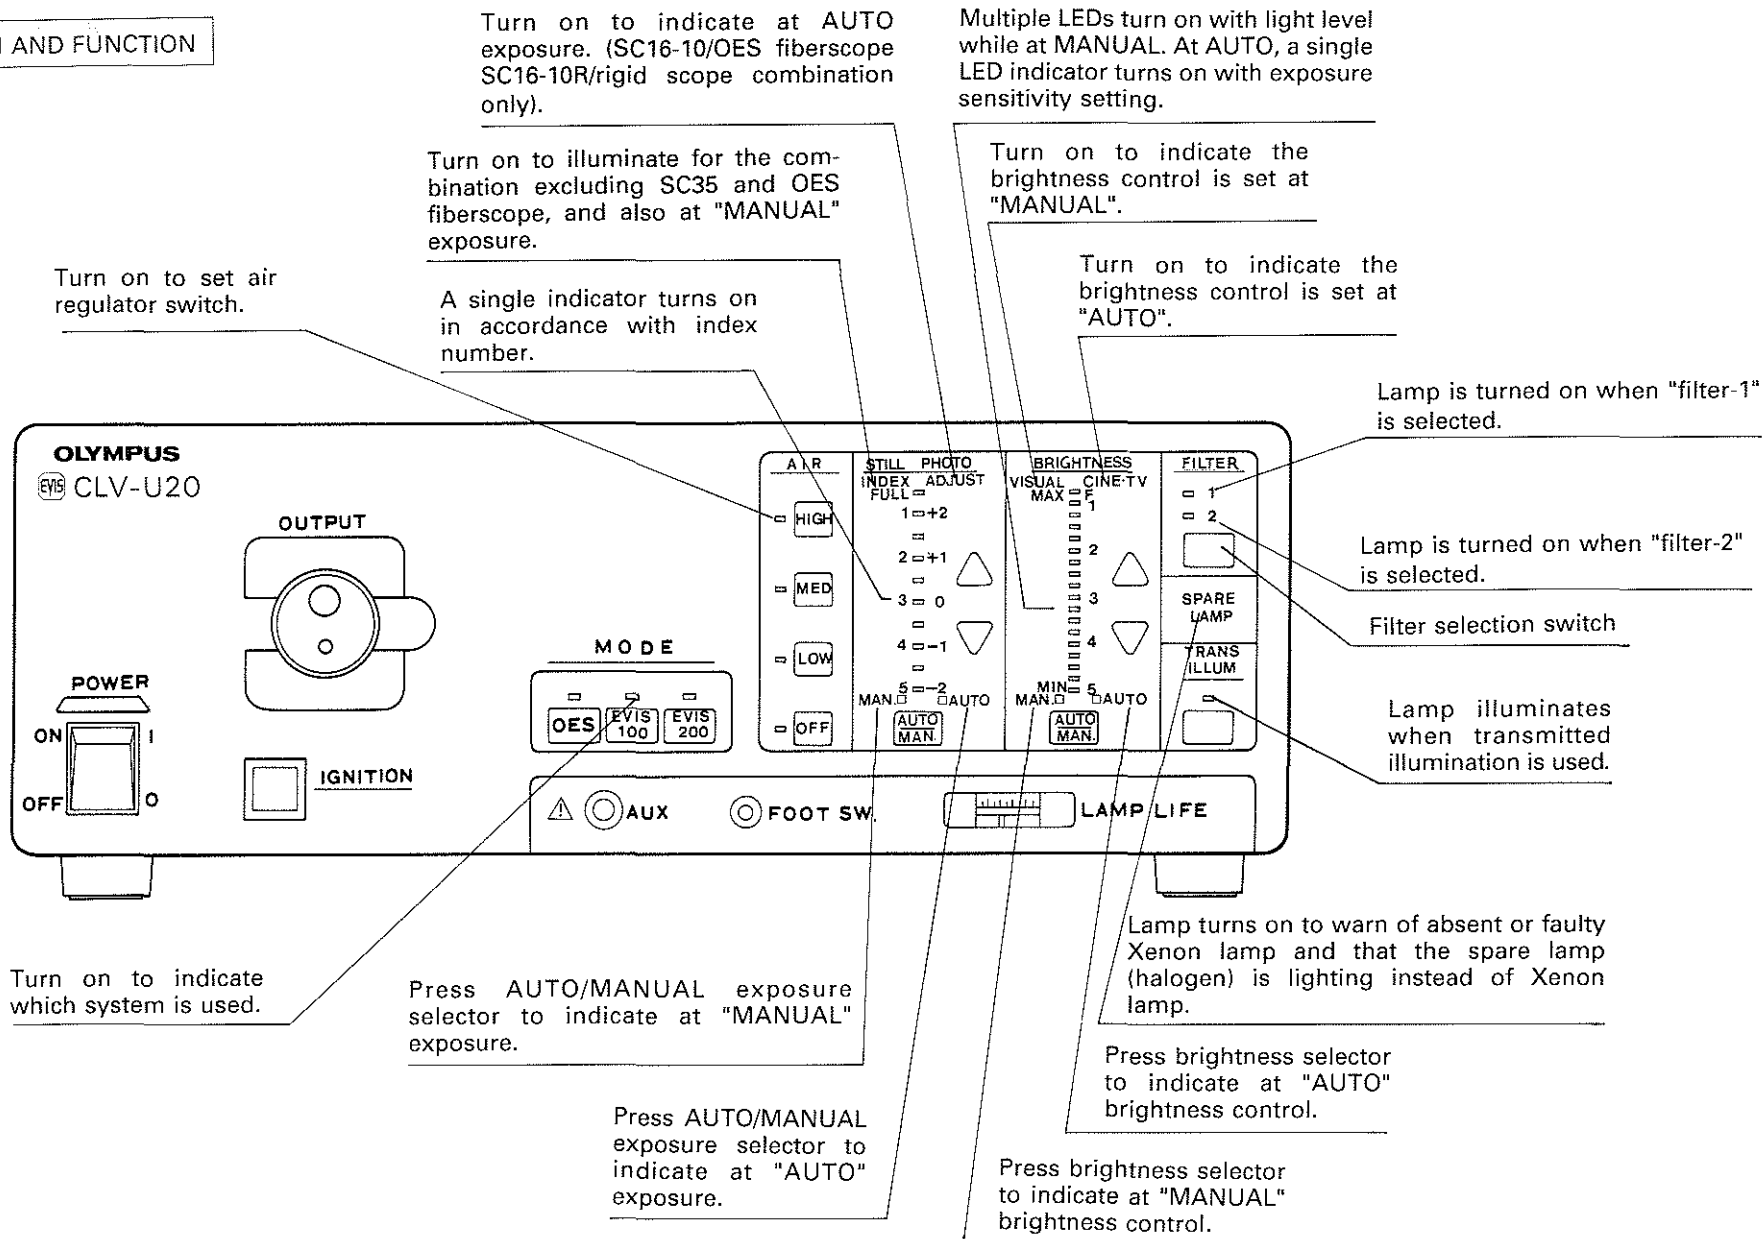 AND FUNCTION
Turn on to indicate at AUTO
exposure. (SC16-10/OES fiberscope
SC16-10R/rigid scope combination
only).
Multiple LEDs turn on with light level
while at MANUAL. At AUTO, a single
LED indicator turns on with exposure
sensitivity setting.
Turn on to illuminate for the com-
bination excluding SC35 and OES
fiberscope, and also at "MANUAL"
exposure.
Turn on to indicate the
brightness control is set at
"MANUAL".
Turn on to set air
regulator switch.
A single indicator turns on
in accordance with index
number.
Turn on to indicate the
brightness control is set at
"AUTO".
Lamp is turned on when "filter-1"
is selected.
Lamp is turned on when "filter-2"
is selected.
Filter selection switch
Lamp illuminates
when transmitted
illumination is used.
OLYMPUS
EVIS CLV-U20
OUTPUT
POWER
ON I
OFF O
IGNITION
MODE
OES
EVIS
100
EVIS
200
AIR
HIGH
MED
LOW
OFF
STILL PHOTO
INDEX ADJUST
FULL
1 +2
2 +1
3 0
4 -1
5 -2
MAN. AUTO
AUTO
MAN.
BRIGHTNESS
VISUAL CINE·TV
MAX F
1
2
3
4
MIN 5
MAN. AUTO
AUTO
MAN.
FILTER
1
2
SPARE
LAMP
TRANS
ILLUM
AUX
FOOT SW.
LAMP LIFE
Turn on to indicate
which system is used.
Press AUTO/MANUAL exposure
selector to indicate at "MANUAL"
exposure.
Press AUTO/MANUAL
exposure selector to
indicate at "AUTO"
exposure.
Lamp turns on to warn of absent or faulty
Xenon lamp and that the spare lamp
(halogen) is lighting instead of Xenon
lamp.
Press brightness selector
to indicate at "AUTO"
brightness control.
Press brightness selector
to indicate at "MANUAL"
brightness control.